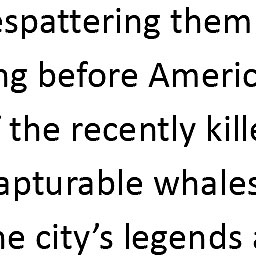 espattering them
ng before Americ
the recently kille
apturable whales
he city’s legends a